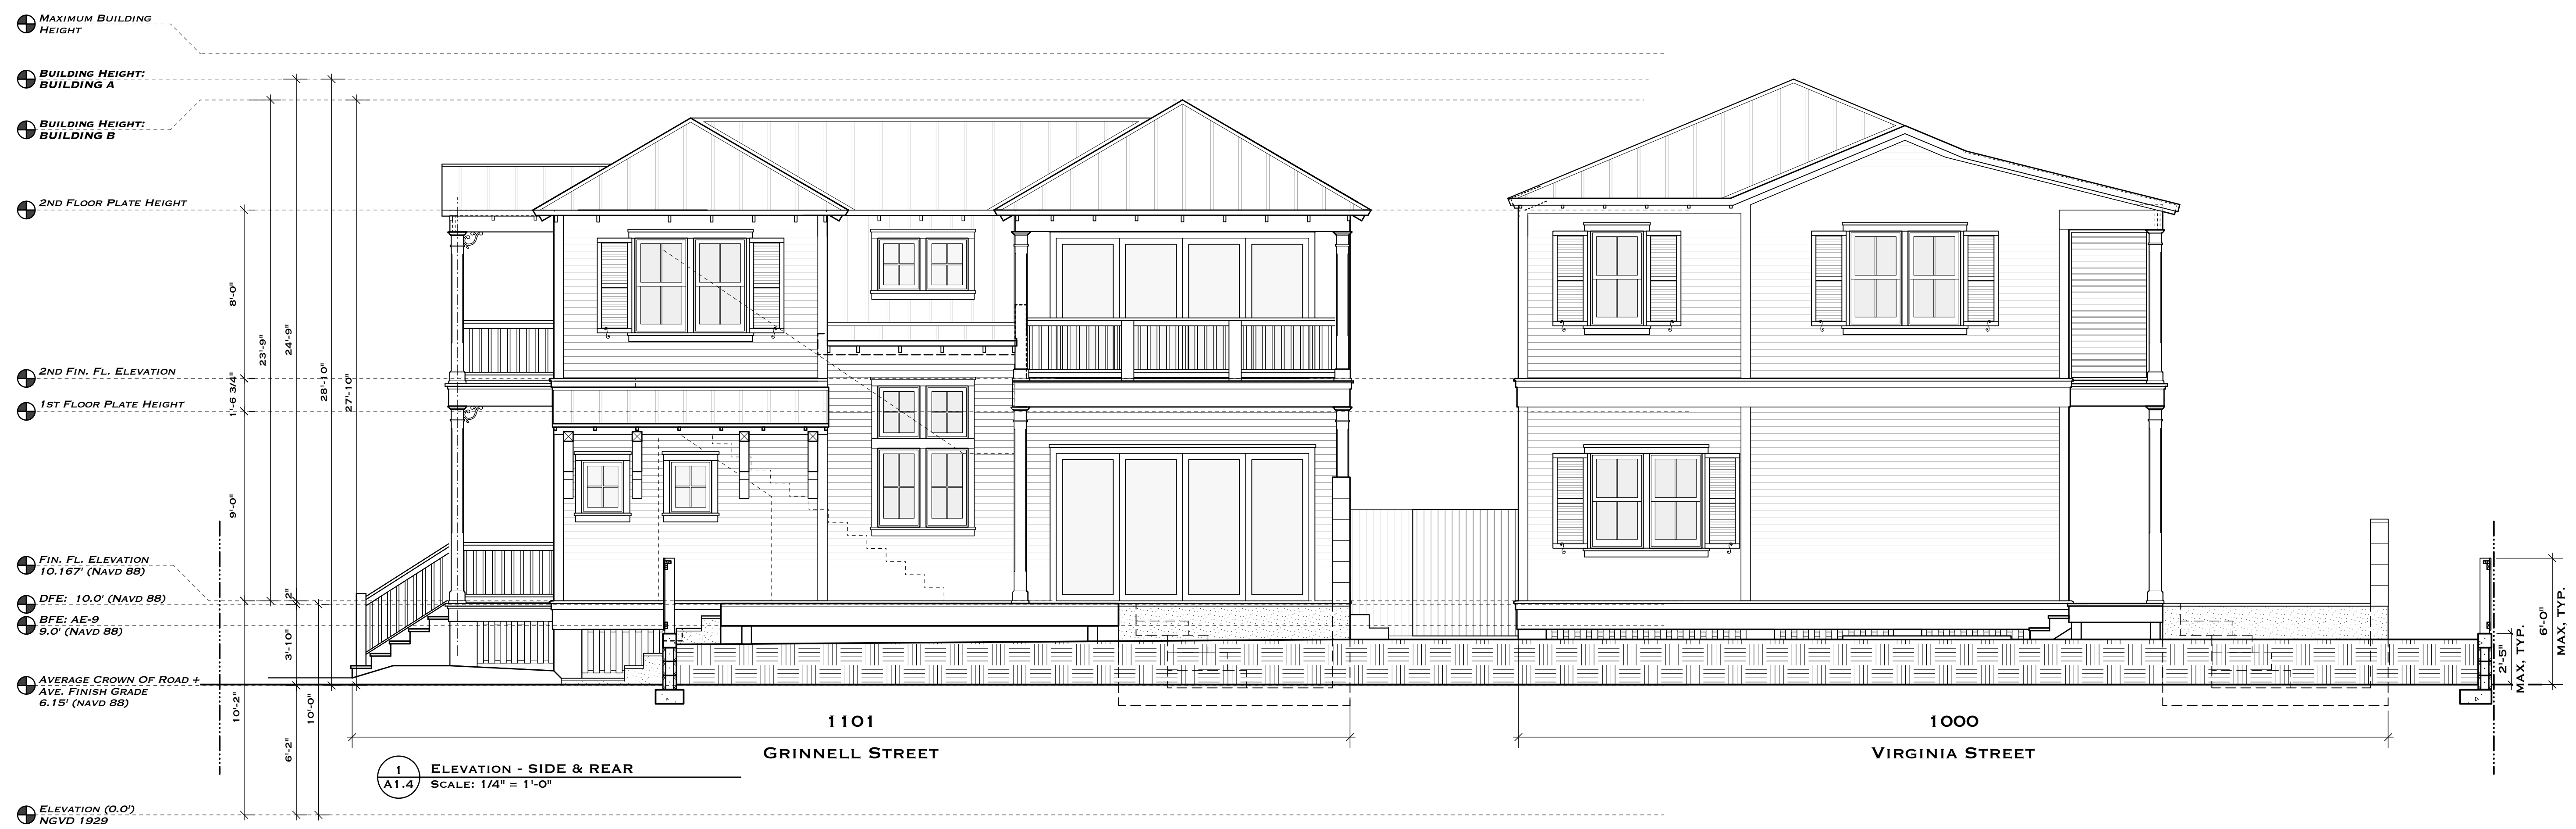 Maximum Building
Height
Building Height:
BUILDING A
Building Height:
BUILDING B
2nd Floor Plate Height
8'-0"
23'-9"
24'-9"
28'-10"
27'-10"
2nd Fin. Fl. Elevation
1'-6 3/4"
1st Floor Plate Height
9'-0"
Fin. Fl. Elevation
10.167' (Navd 88)
2"
DFE: 10.0' (Navd 88)
BFE: AE-9
9.0' (Navd 88)
3'-10"
Average Crown Of Road +
Ave. Finish Grade
6.15' (navd 88)
10'-2"
10'-0"
6'-2"
Elevation (0.0')
NGVD 1929
2'-5"
MAX, TYP.
6'-0"
MAX, TYP.
1101
Grinnell Street
1000
Virginia Street
1
A1.4
Elevation - SIDE & REAR
Scale: 1/4" = 1'-0"